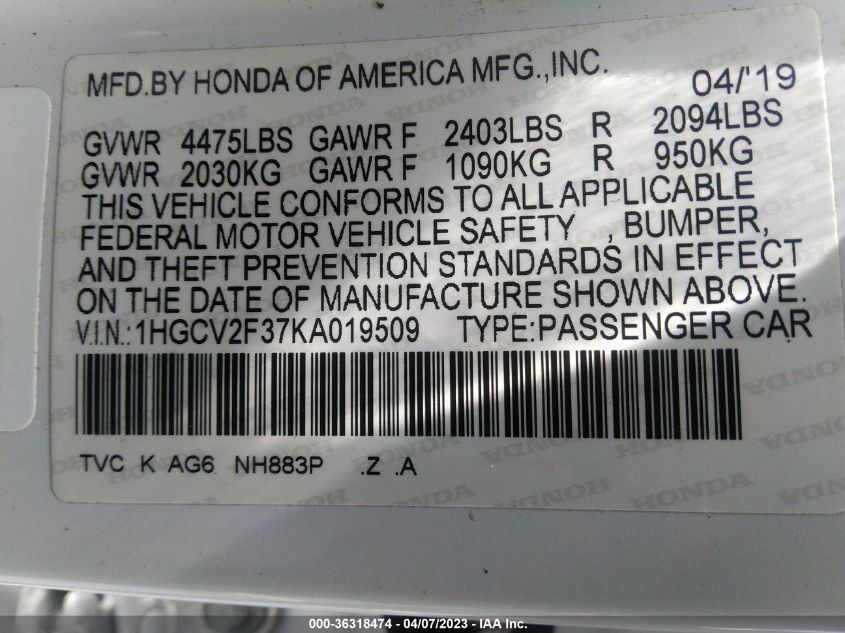 MFD.BY HONDA OF AMERICA MFG.,INC. 04/'19
GVWR 4475LBS GAWR F 2403LBS R 2094LBS
GVWR 2030KG GAWR F 1090KG R 950KG
THIS VEHICLE CONFORMS TO ALL APPLICABLE
FEDERAL MOTOR VEHICLE SAFETY , BUMPER,
AND THEFT PREVENTION STANDARDS IN EFFECT
ON THE DATE OF MANUFACTURE SHOWN ABOVE.
V.I.N.:1HGCV2F37KA019509 TYPE:PASSENGER CAR
TVC K AG6 NH883P .Z .A
HONDA
000-36318474 - 04/07/2023 - IAA Inc.